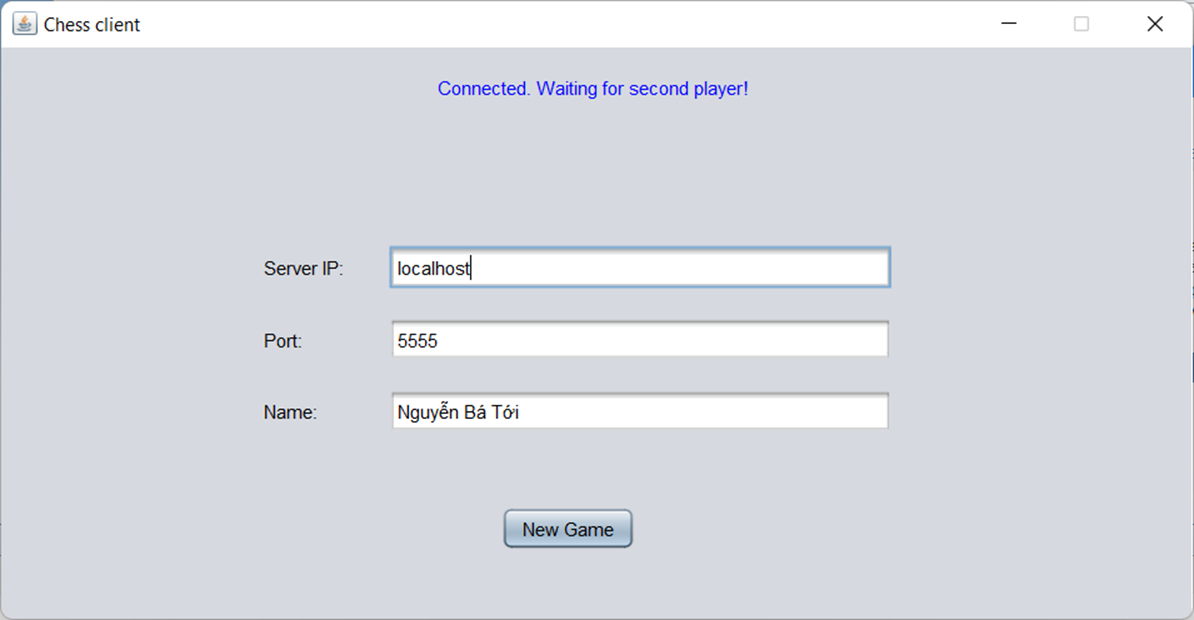 Chess client
Connected. Waiting for second player!
Server IP: localhost
Port: 5555
Name: Nguyễn Bá Tới
New Game